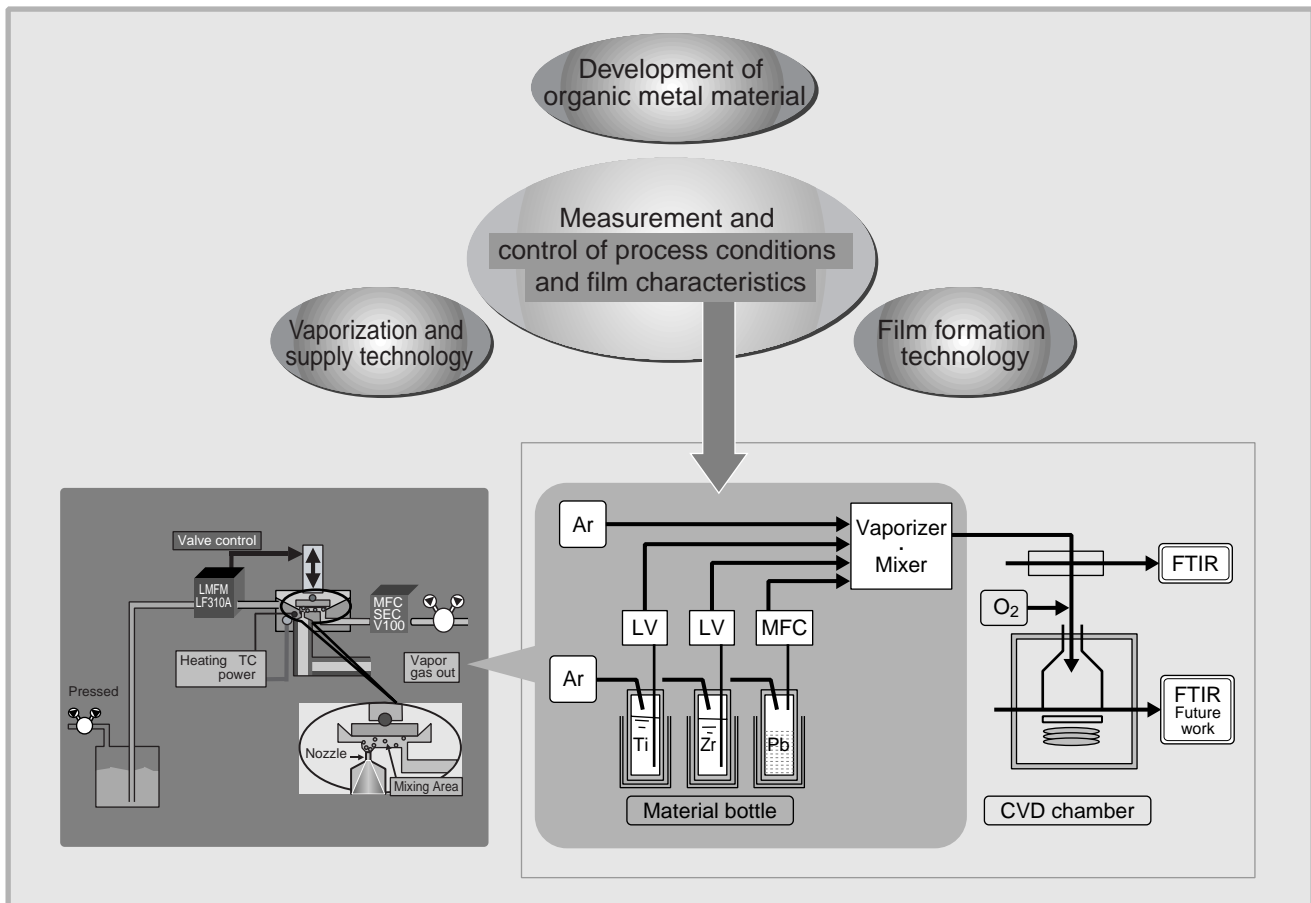 Development of
organic metal material
Measurement and
control of process conditions
and film characteristics
Vaporization and
supply technology
Film formation
technology
Valve control
LMFM
LF310A
MFC
SEC
V100
Heating TC
power
Vapor
gas out
Pressed
Nozzle
Mixing Area
Ar
Vaporizer
·
Mixer
FTIR
LV
LV
MFC
O₂
Ar
Ti
Zr
Pb
FTIR
Future
work
Material bottle
CVD chamber